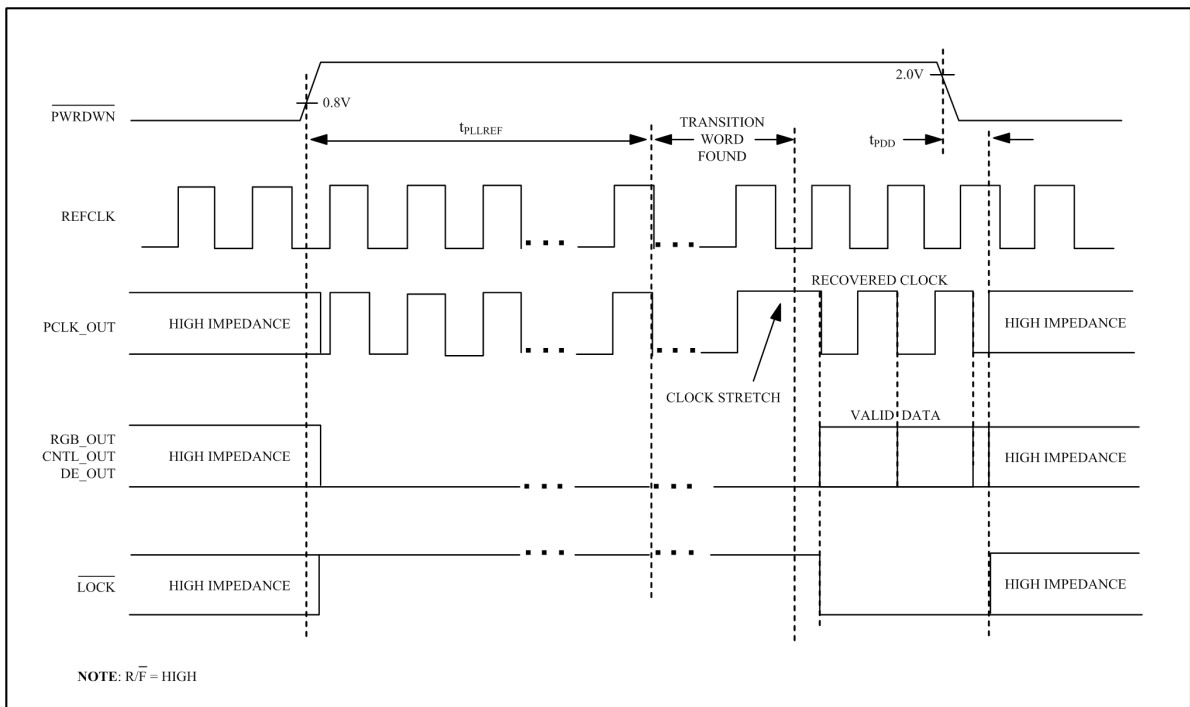 2.0V
0.8V
PWRDWN
tPLLREF
TRANSITION
WORD
FOUND
tPDD
REFCLK
RECOVERED CLOCK
PCLK_OUT
HIGH IMPEDANCE
HIGH IMPEDANCE
CLOCK STRETCH
VALID DATA
RGB_OUT
CNTL_OUT
DE_OUT
HIGH IMPEDANCE
HIGH IMPEDANCE
LOCK
HIGH IMPEDANCE
HIGH IMPEDANCE
NOTE: R/F̅ = HIGH